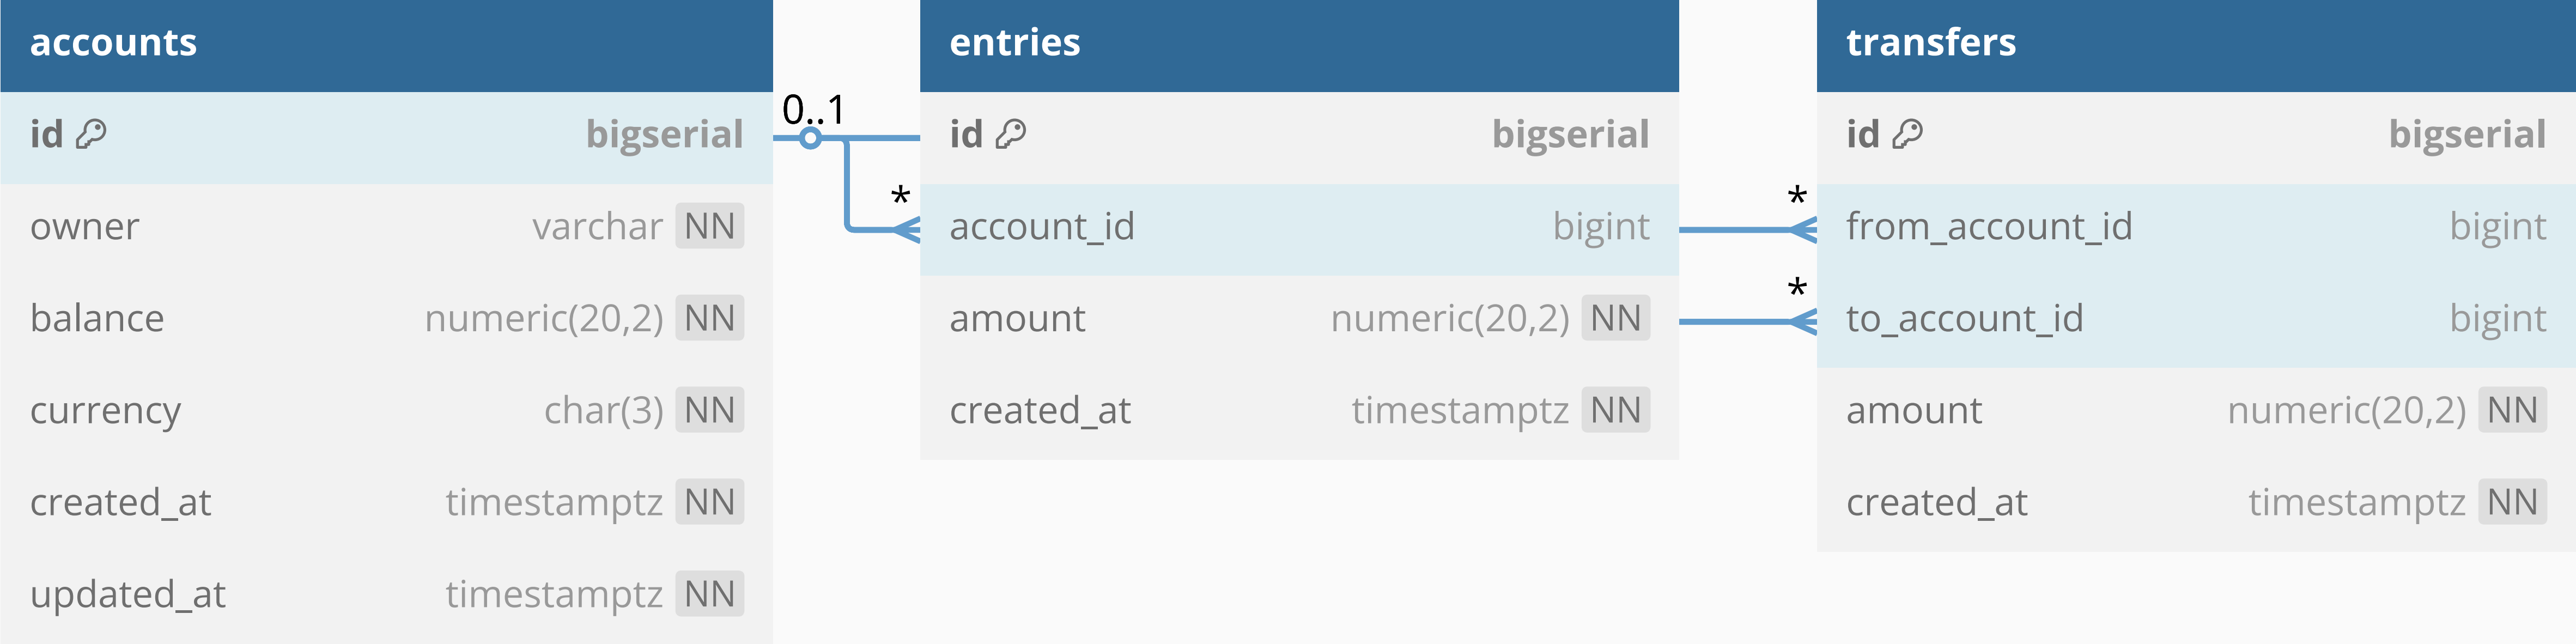 accounts
id bigserial
owner varchar NN
balance numeric(20,2) NN
currency char(3) NN
created_at timestamptz NN
updated_at timestamptz NN
0..1
*
entries
id bigserial
account_id bigint
amount numeric(20,2) NN
created_at timestamptz NN
*
*
transfers
id bigserial
from_account_id bigint
to_account_id bigint
amount numeric(20,2) NN
created_at timestamptz NN